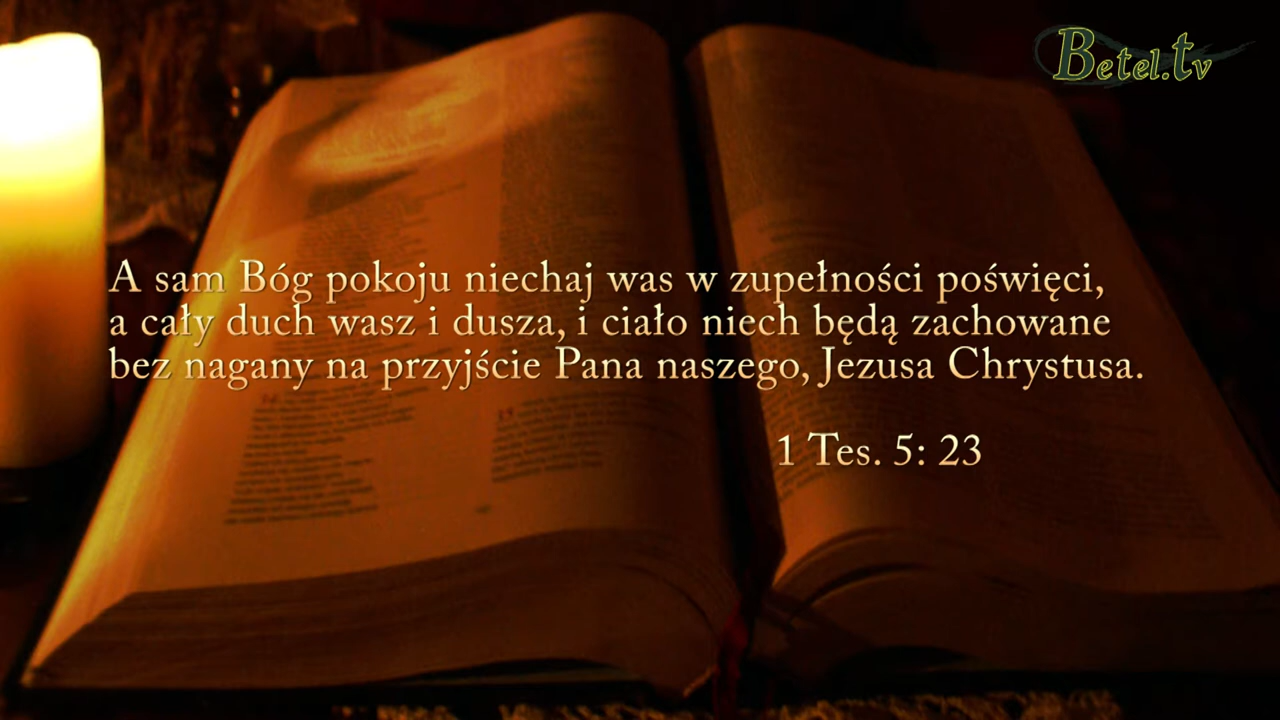 Betel.tv
A sam Bóg pokoju niechaj was w zupełności poświęci,
a cały duch wasz i dusza, i ciało niech będą zachowane
bez nagany na przyjście Pana naszego, Jezusa Chrystusa.
1 Tes. 5: 23